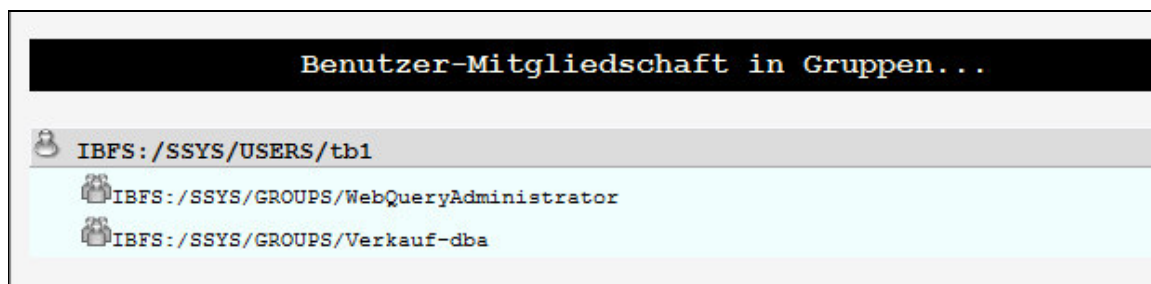 Benutzer-Mitgliedschaft in Gruppen...
IBFS:/SSYS/USERS/tb1
IBFS:/SSYS/GROUPS/WebQueryAdministrator
IBFS:/SSYS/GROUPS/Verkauf-dba